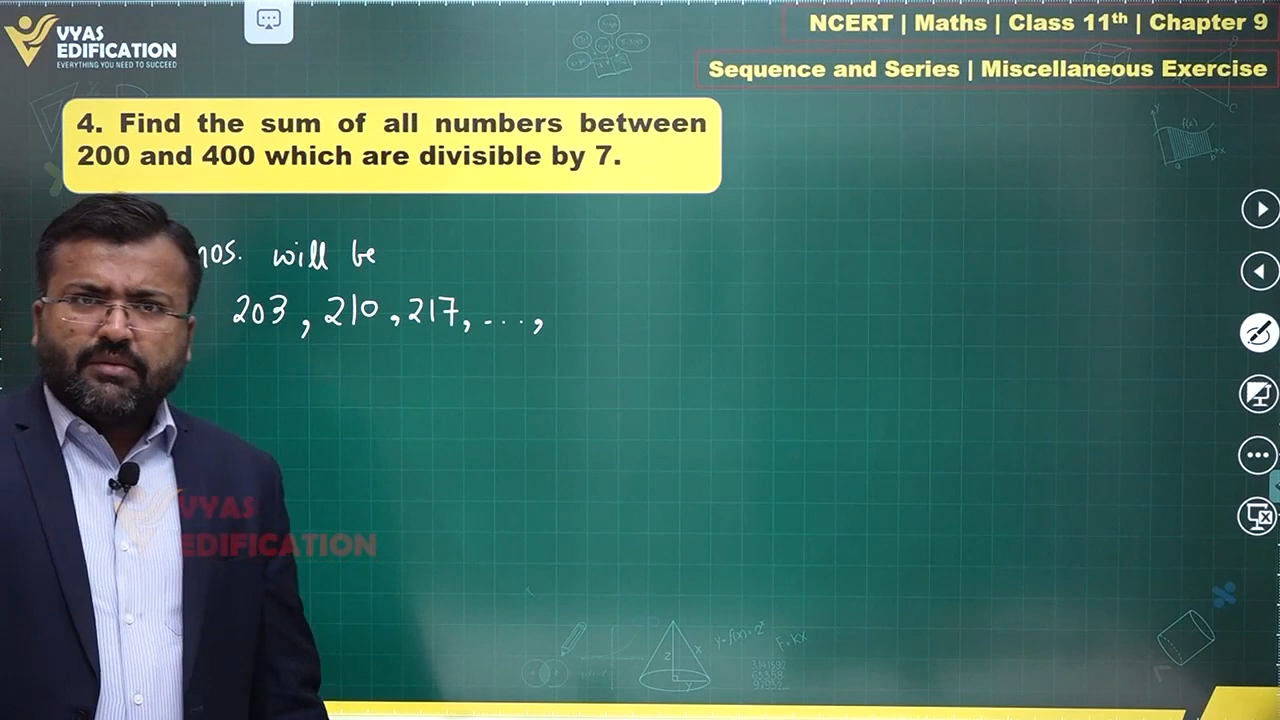 VYAS
EDIFICATION
EVERYTHING YOU NEED TO SUCCEED
NCERT | Maths | Class 11th | Chapter 9
Sequence and Series | Miscellaneous Exercise
4. Find the sum of all numbers between
200 and 400 which are divisible by 7.
nos. will be
203, 210, 217, ...,
VYAS
EDIFICATION